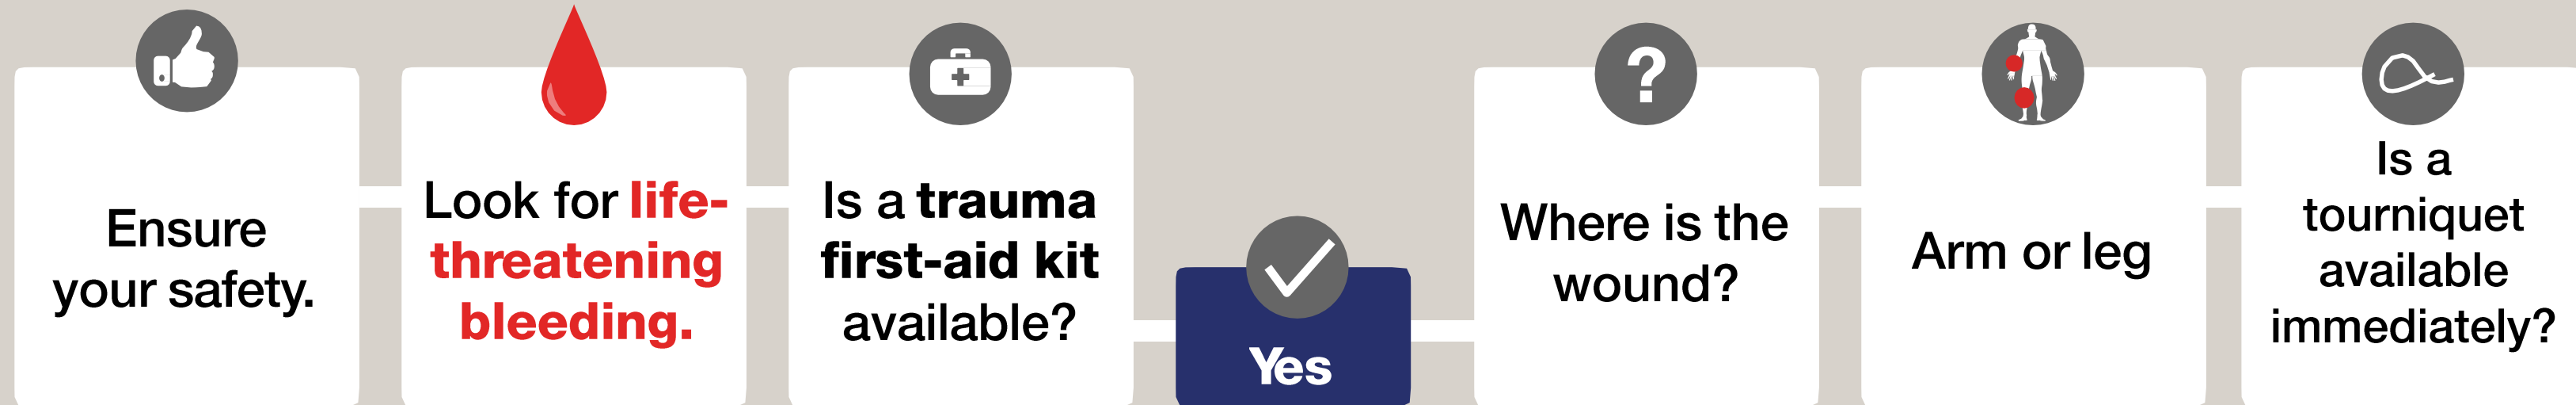 Ensure
your safety.
Look for life-
threatening
bleeding.
Is a trauma
first-aid kit
available?
Yes
?
Where is the
wound?
Arm or leg
Is a
tourniquet
available
immediately?